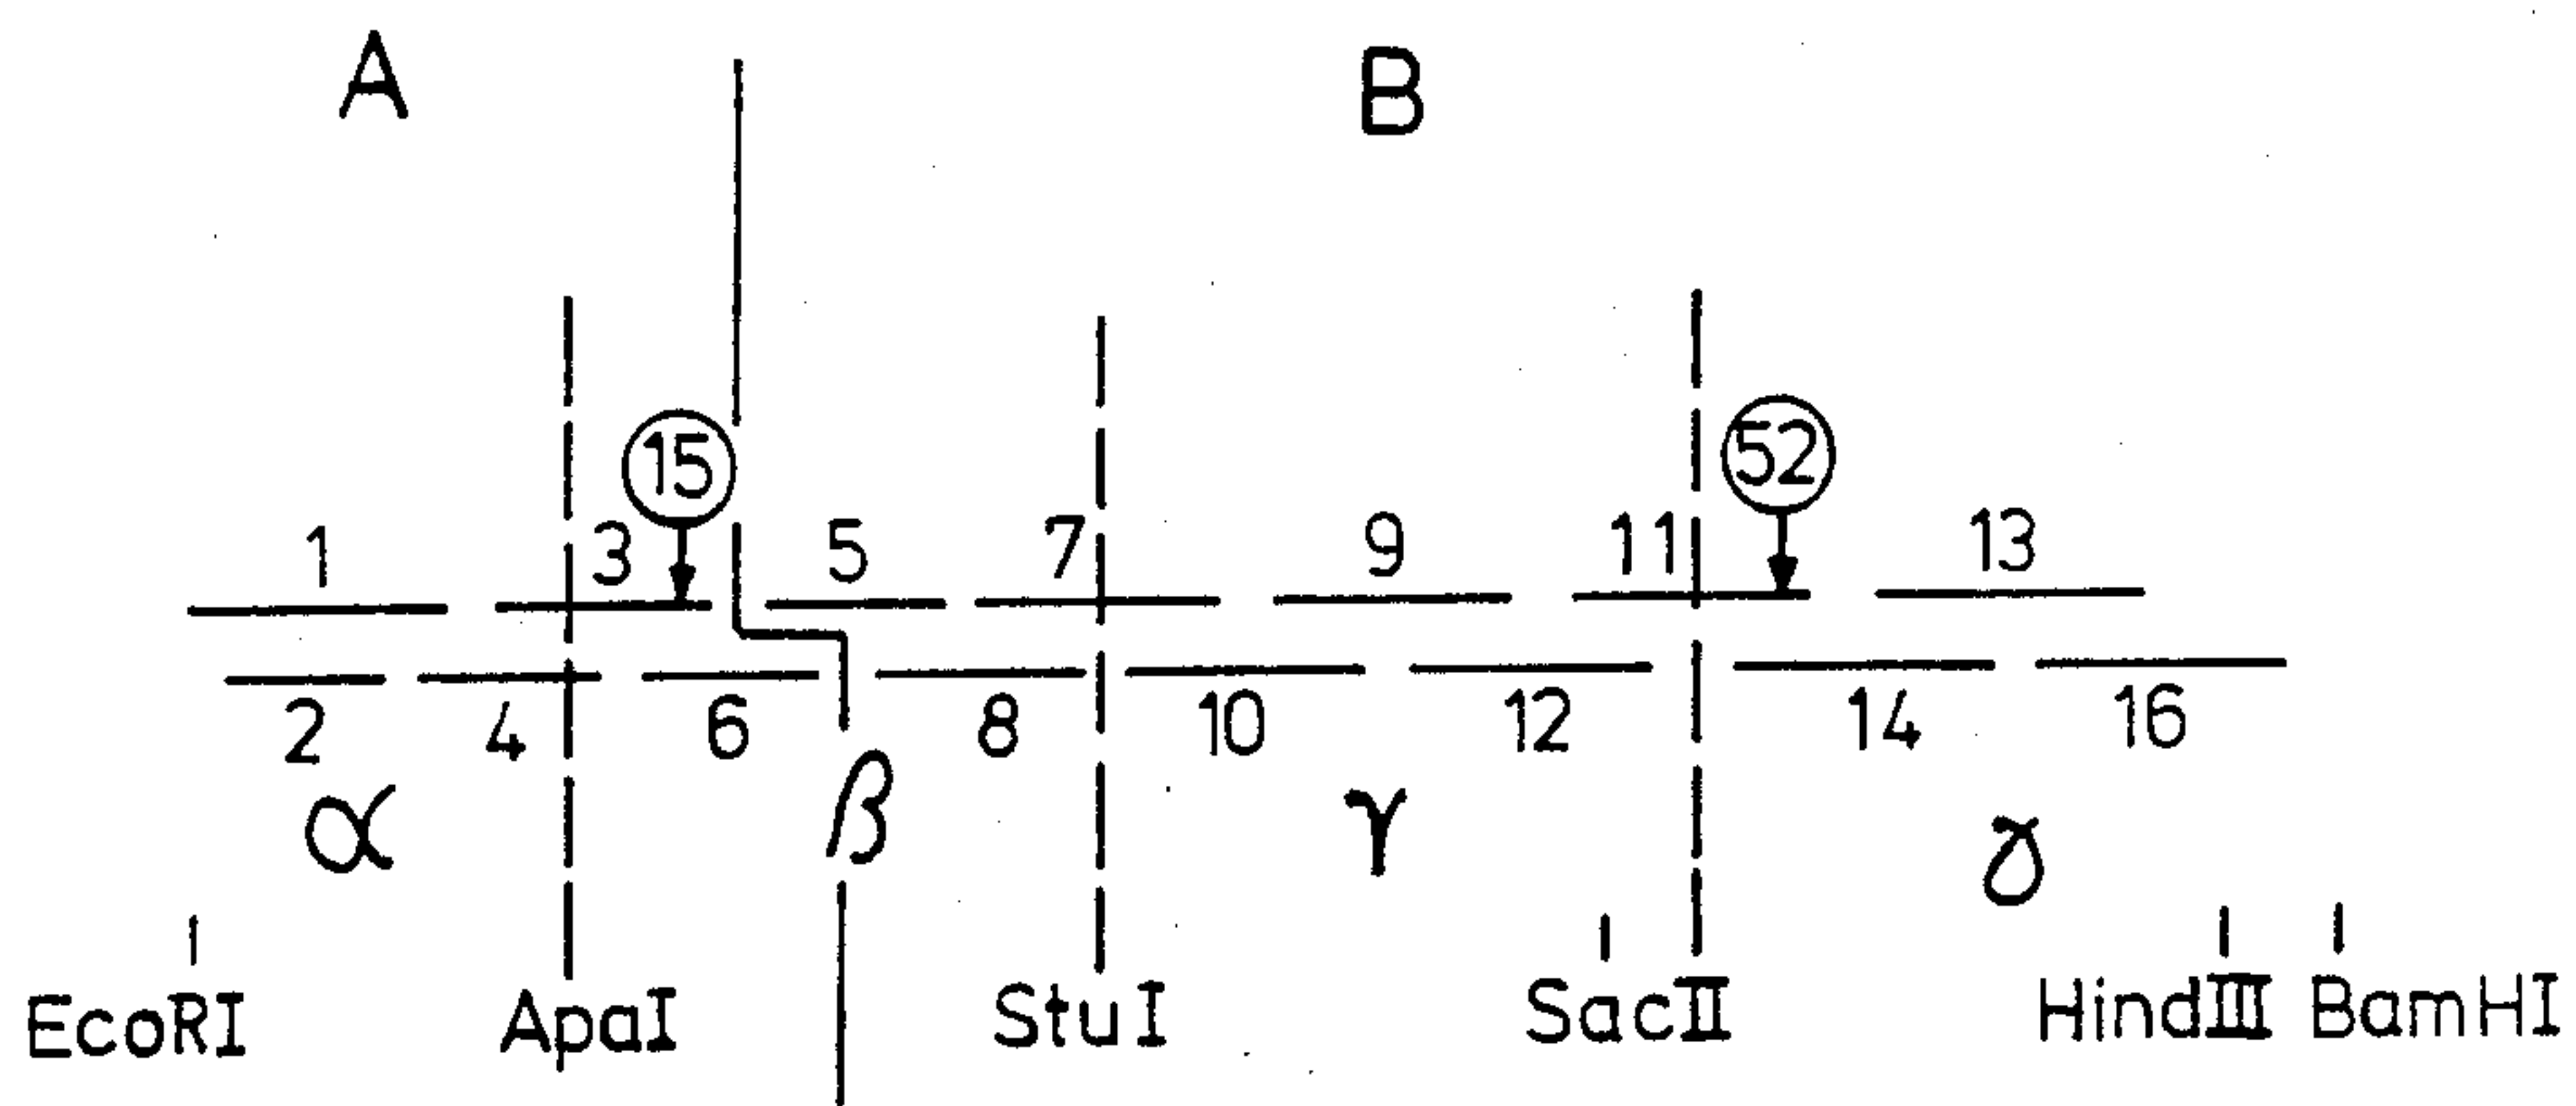 A B
15 52
1 3 5 7 9 11 13
2 4 6 8 10 12 14 16
α β γ ɣ
EcoRI ApaI StuI SacII HindIII BamHI